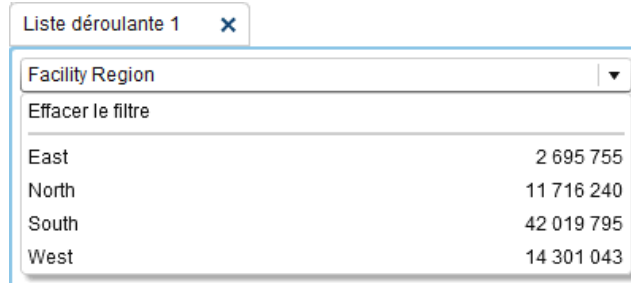 Liste déroulante 1
Facility Region
Effacer le filtre
East 2 695 755
North 11 716 240
South 42 019 795
West 14 301 043